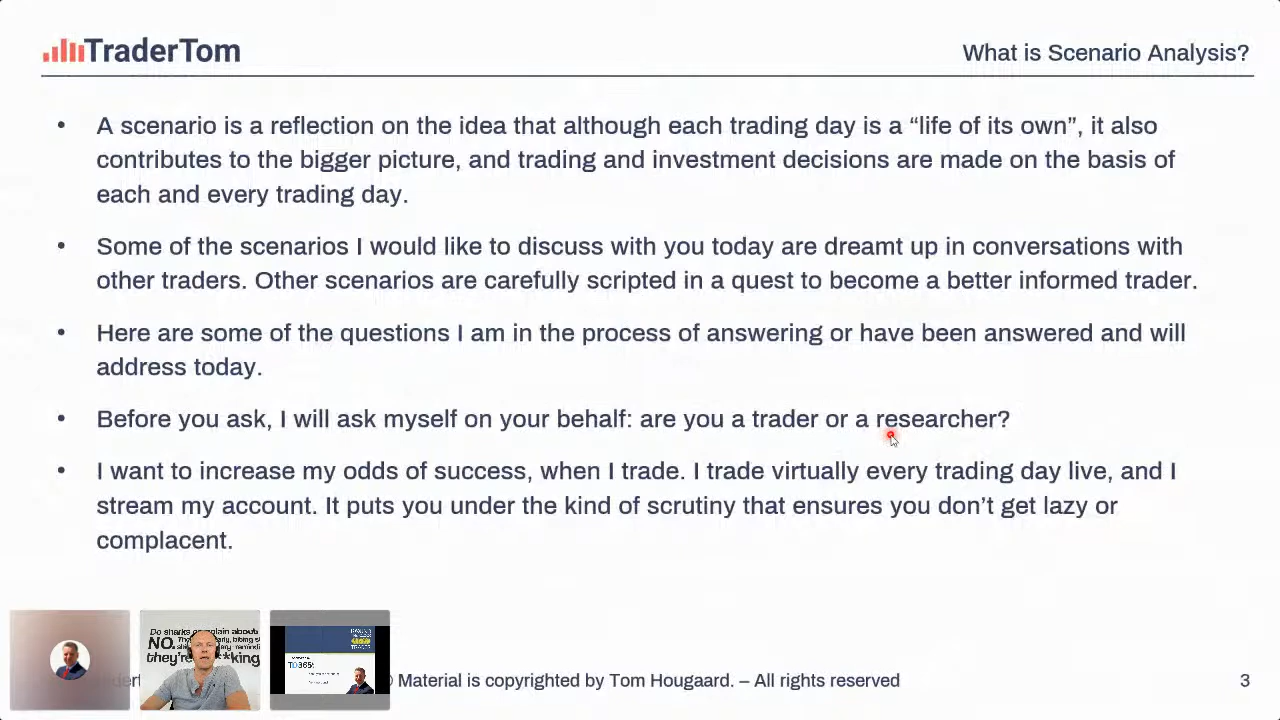 TraderTom
What is Scenario Analysis?
• A scenario is a reflection on the idea that although each trading day is a “life of its own”, it also
contributes to the bigger picture, and trading and investment decisions are made on the basis of
each and every trading day.
• Some of the scenarios I would like to discuss with you today are dreamt up in conversations with
other traders. Other scenarios are carefully scripted in a quest to become a better informed trader.
• Here are some of the questions I am in the process of answering or have been answered and will
address today.
• Before you ask, I will ask myself on your behalf: are you a trader or a researcher?
• I want to increase my odds of success, when I trade. I trade virtually every trading day live, and I
stream my account. It puts you under the kind of scrutiny that ensures you don’t get lazy or
complacent.
Do sharks complain about
NO.
they're
Material is copyrighted by Tom Hougaard. – All rights reserved
3